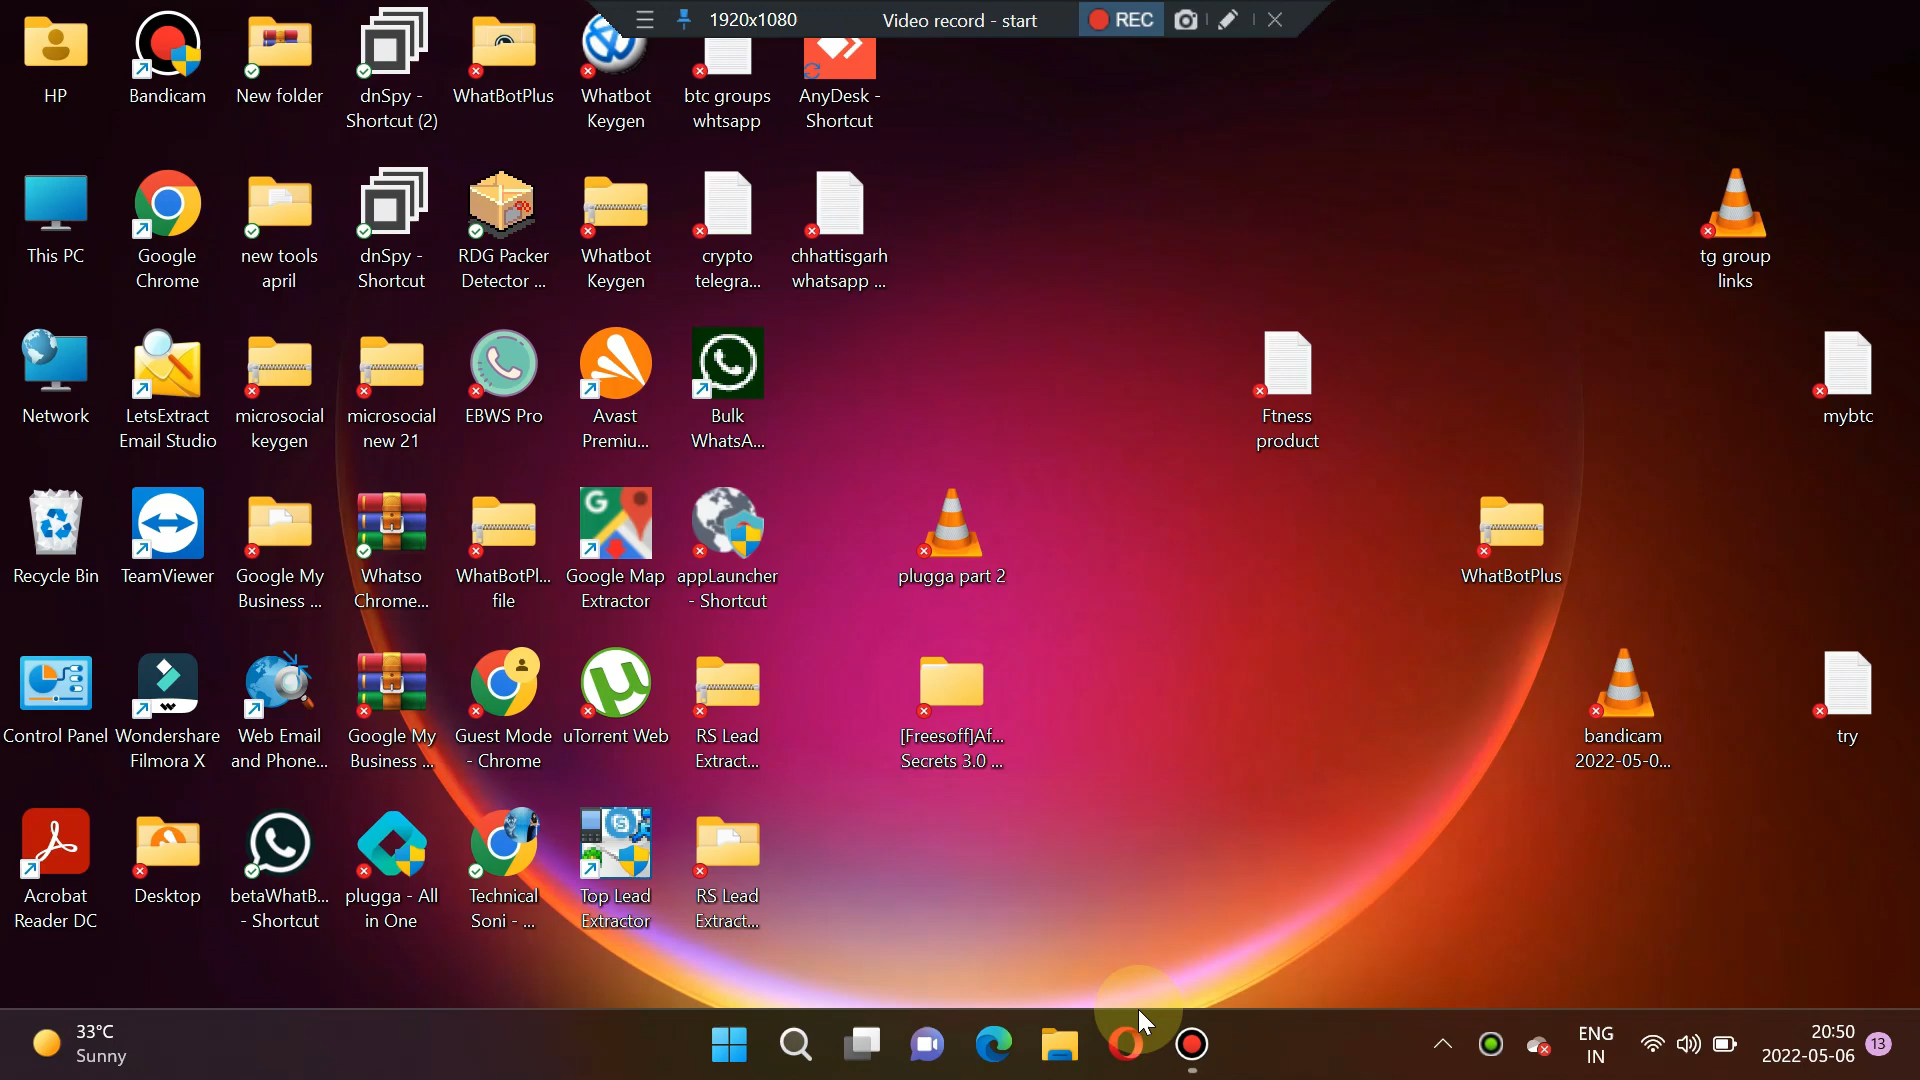 1920x1080
Video record - start
REC
HP
Bandicam
New folder
dnSpy -
Shortcut (2)
WhatBotPlus
Whatbot
Keygen
btc groups
whtsapp
AnyDesk -
Shortcut
This PC
Google
Chrome
new tools
april
dnSpy -
Shortcut
RDG Packer
Detector ...
Whatbot
Keygen
crypto
telegra...
chhattisgarh
whatsapp ...
tg group
links
Network
LetsExtract
Email Studio
microsocial
keygen
microsocial
new 21
EBWS Pro
Avast
Premiu...
Bulk
WhatsA...
Ftness
product
mybtc
Recycle Bin
TeamViewer
Google My
Business ...
Whatso
Chrome...
WhatBotPl...
file
G
Google Map
Extractor
appLauncher
- Shortcut
plugga part 2
WhatBotPlus
Control Panel
Wondershare
Filmora X
Web Email
and Phone...
Google My
Business ...
Guest Mode
- Chrome
uTorrent Web
RS Lead
Extract...
[Freesoff]Af...
Secrets 3.0 ...
bandicam
2022-05-0...
try
Acrobat
Reader DC
Desktop
betaWhatB...
- Shortcut
plugga - All
in One
Technical
Soni - ...
Top Lead
Extractor
RS Lead
Extract...
33°C
Sunny
ENG
IN
20:50
2022-05-06
13